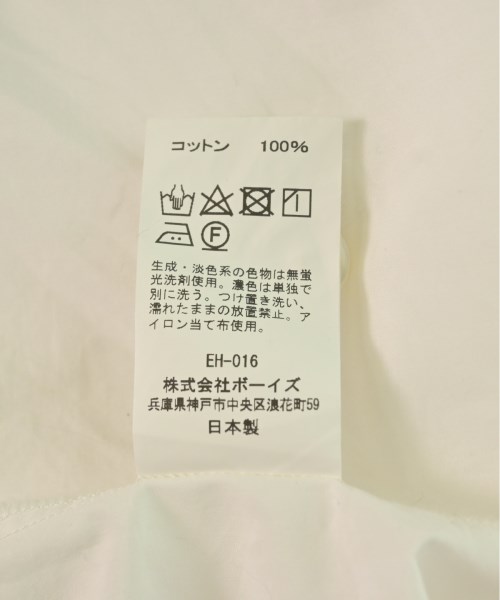 コットン 100%
F
生成・淡色系の色物は無蛍
光洗剤使用。濃色は単独で
別に洗う。つけ置き洗い、
濡れたままの放置禁止。ア
イロン当て布使用。
EH-016
株式会社ボーイズ
兵庫県神戸市中央区浪花町59
日本製